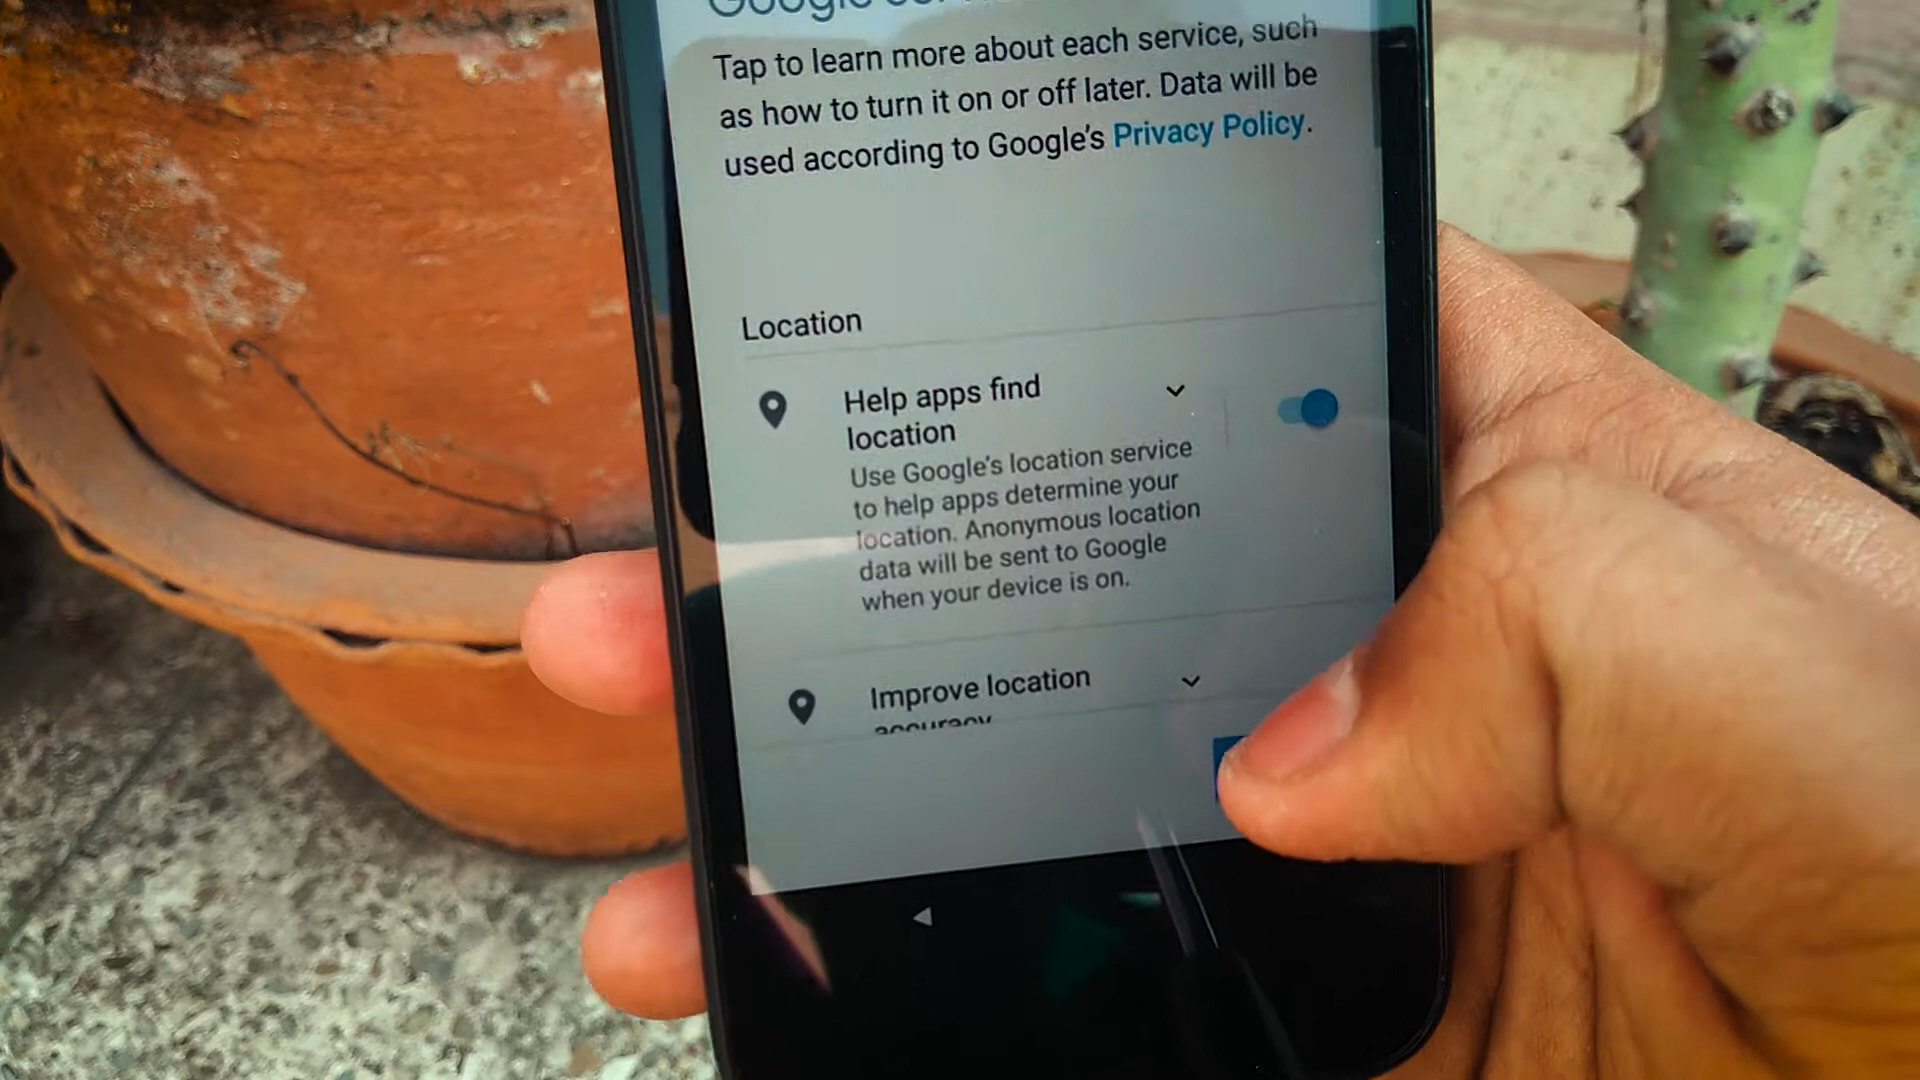 Google
Tap to learn more about each service, such
as how to turn it on or off later. Data will be
used according to Google's Privacy Policy.
Location
Help apps find
location
Use Google's location service
to help apps determine your
location. Anonymous location
data will be sent to Google
when your device is on.
Improve location
accuracy